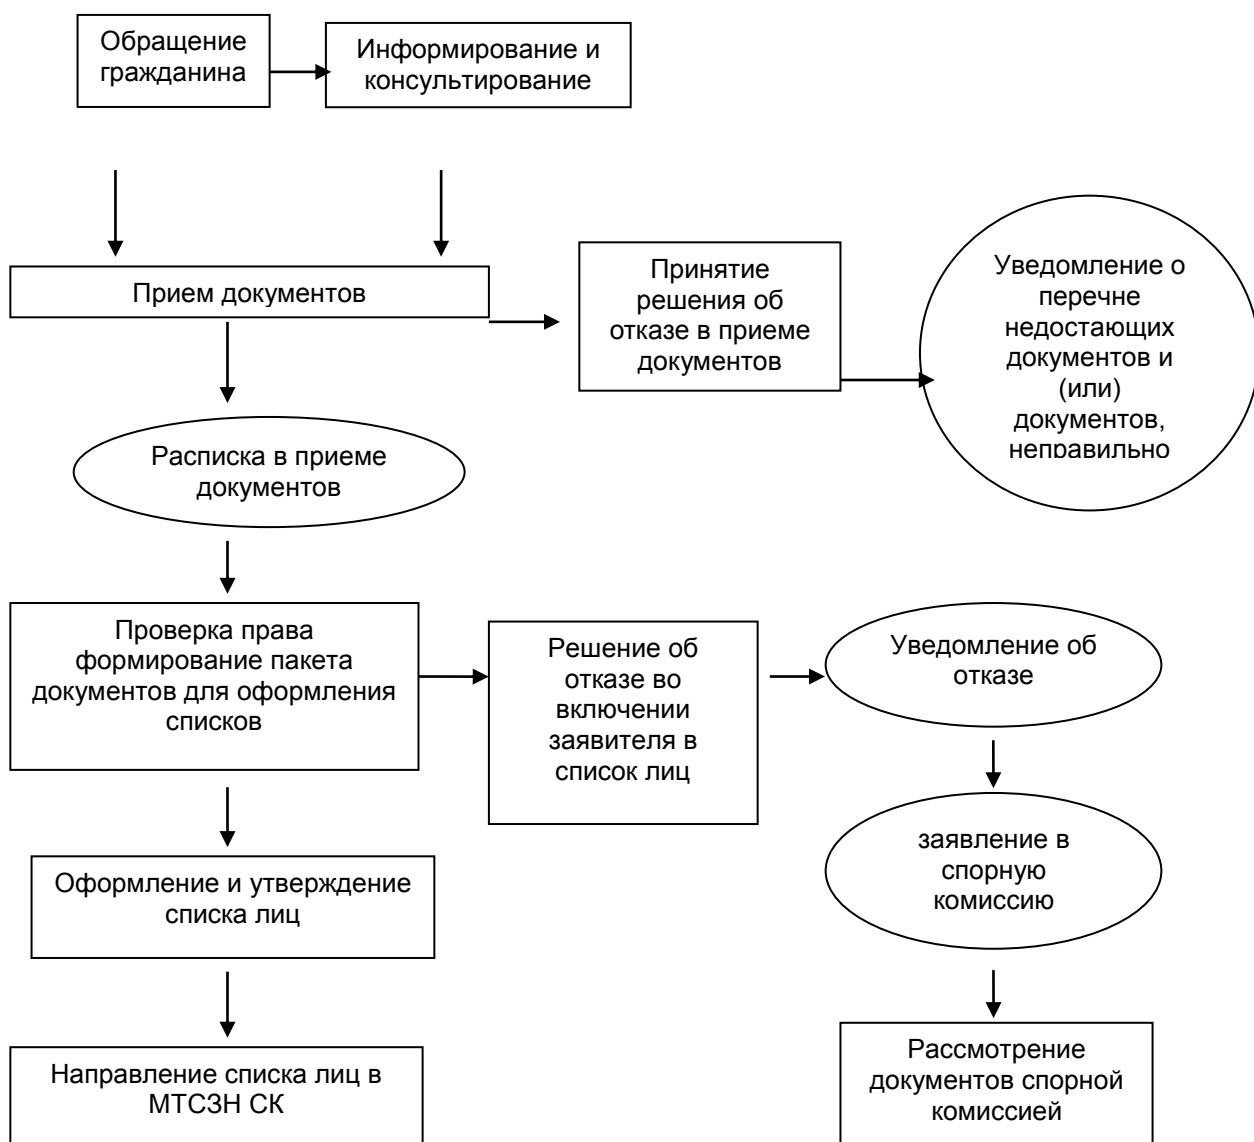 Обращение
гражданина
Информирование и
консультирование
Прием документов
Принятие
решения об
отказе в приеме
документов
Уведомление о
перечне
недостающих
документов и
(или)
документов,
неправильно
Расписка в приеме
документов
Проверка права
формирование пакета
документов для оформления
списков
Решение об
отказе во
включении
заявителя в
список лиц
Уведомление об
отказе
Оформление и утверждение
списка лиц
заявление в
спорную
комиссию
Направление списка лиц в
МТСЗН СК
Рассмотрение
документов спорной
комиссией